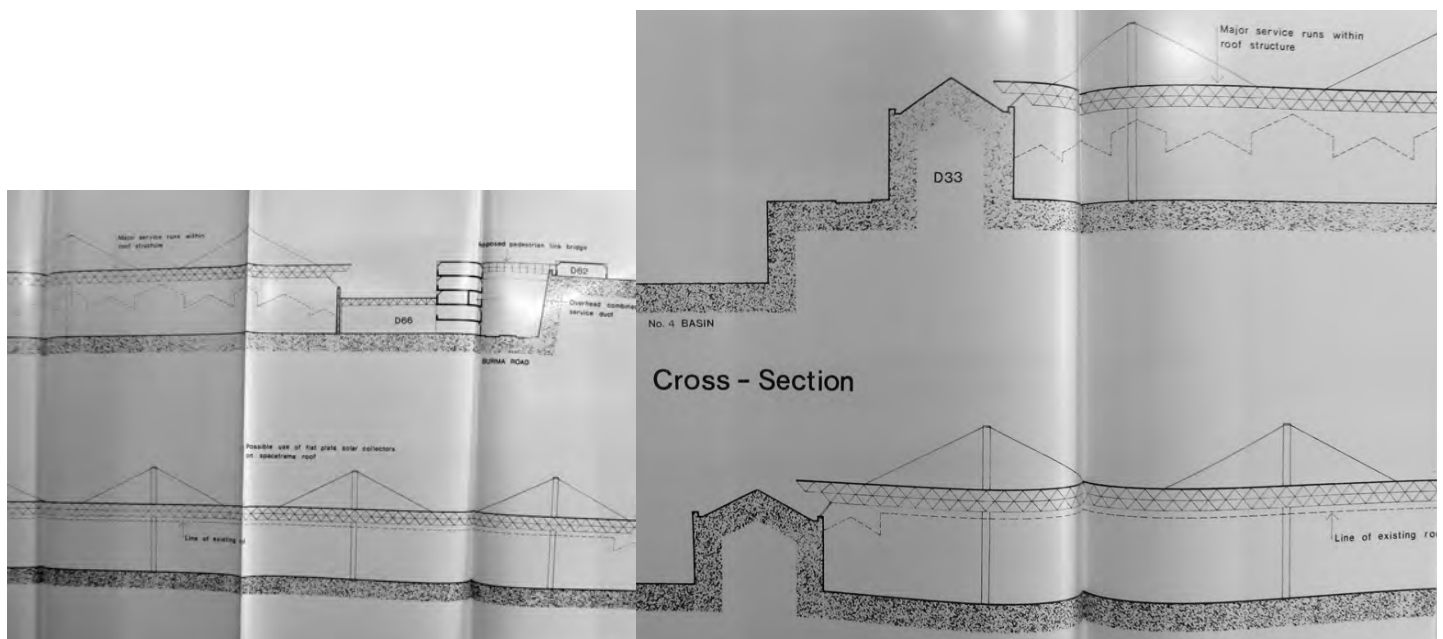 Major service runs within
roof structure
Proposed pedestrian link bridge
D62
Overhead combined
service duct
D66
BURMA ROAD
Possible use of flat plate solar collectors
on spaceframe roof
Line of existing
Major service runs within
roof structure
D33
No. 4 BASIN
Cross - Section
Line of existing